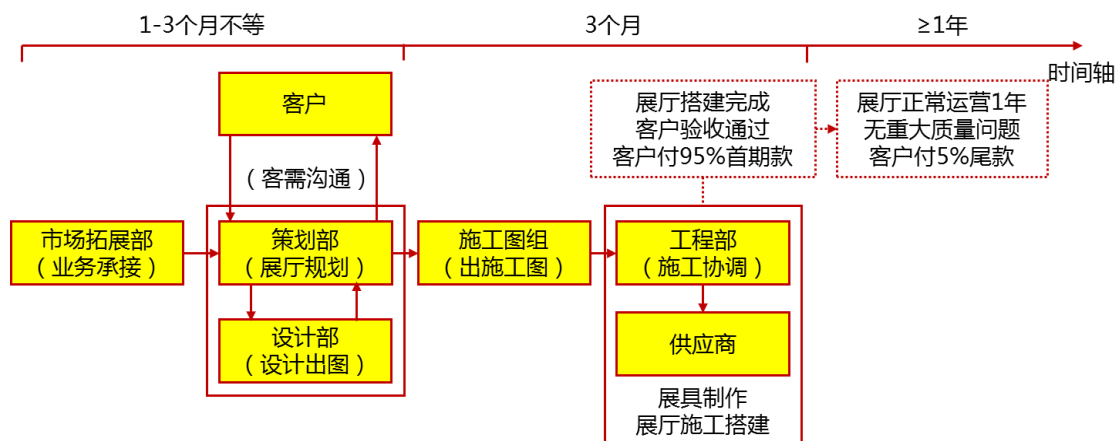 1-3个月不等
3个月
≥1年
时间轴
客户
展厅搭建完成
客户验收通过
客户付95%首期款
展厅正常运营1年
无重大质量问题
客户付5%尾款
（客需沟通）
市场拓展部
（业务承接）
策划部
（展厅规划）
施工图组
（出施工图）
工程部
（施工协调）
设计部
（设计出图）
供应商
展具制作
展厅施工搭建